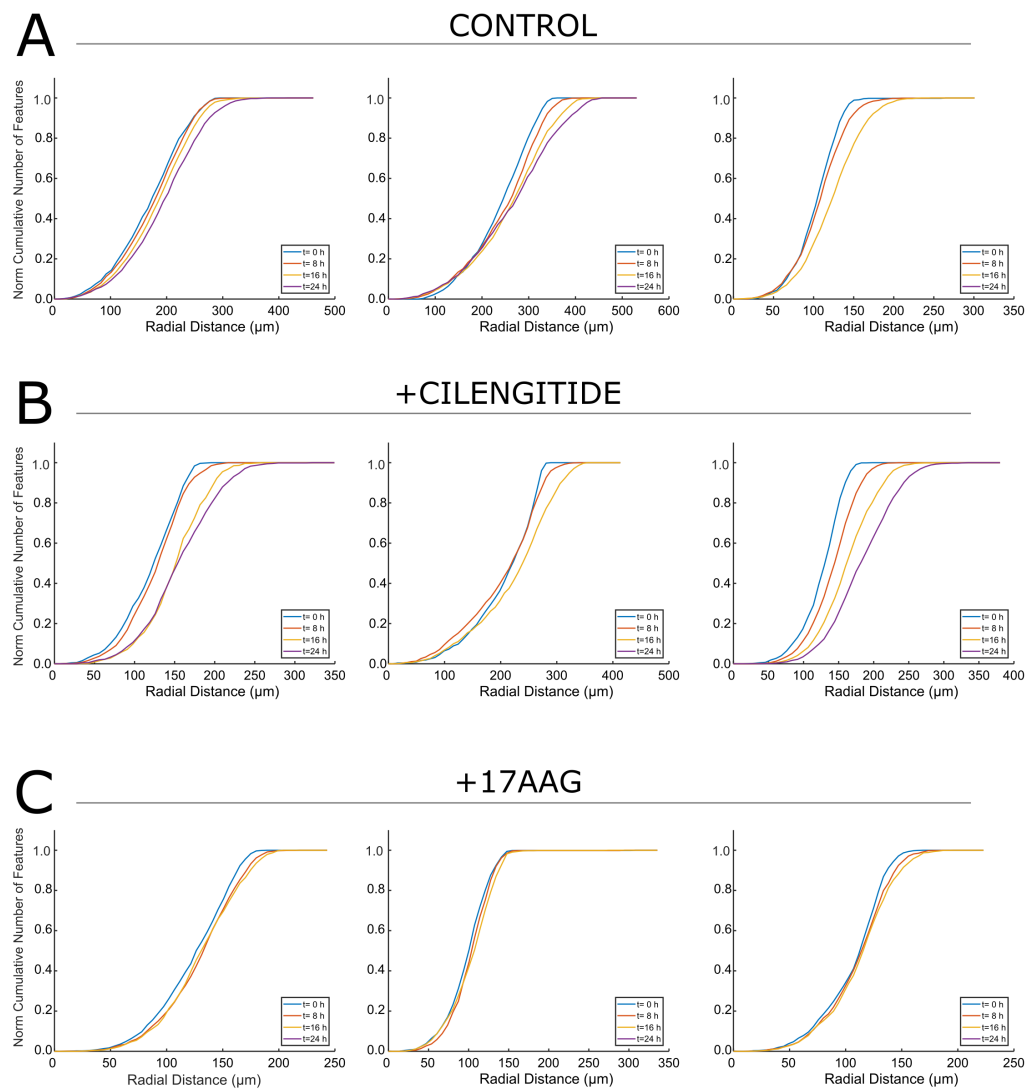 A
CONTROL
Norm Cumulative Number of Features
1.0
0.8
0.6
0.4
0.2
0.0
0 100 200 300 400 500
Radial Distance (µm)
t= 0 h
t= 8 h
t=16 h
t=24 h
1.0
0.8
0.6
0.4
0.2
0.0
0 100 200 300 400 500 600
Radial Distance (µm)
t= 0 h
t= 8 h
t=16 h
t=24 h
1.0
0.8
0.6
0.4
0.2
0.0
0 50 100 150 200 250 300 350
Radial Distance (µm)
t= 0 h
t= 8 h
t=16 h
t=24 h
B
+CILENGITIDE
Norm Cumulative Number of Features
1.0
0.8
0.6
0.4
0.2
0.0
0 50 100 150 200 250 300 350
Radial Distance (µm)
t= 0 h
t= 8 h
t=16 h
t=24 h
1.0
0.8
0.6
0.4
0.2
0.0
0 100 200 300 400 500
Radial Distance (µm)
t= 0 h
t= 8 h
t=16 h
t=24 h
1.0
0.8
0.6
0.4
0.2
0.0
0 50 100 150 200 250 300 350 400
Radial Distance (µm)
t= 0 h
t= 8 h
t=16 h
t=24 h
C
+17AAG
Norm Cumulative Number of Features
1.0
0.8
0.6
0.4
0.2
0.0
0 50 100 150 200 250
Radial Distance (µm)
t= 0 h
t= 8 h
t=16 h
t=24 h
1.0
0.8
0.6
0.4
0.2
0.0
0 50 100 150 200 250 300 350
Radial Distance (µm)
t= 0 h
t= 8 h
t=16 h
t=24 h
1.0
0.8
0.6
0.4
0.2
0.0
0 50 100 150 200 250
Radial Distance (µm)
t= 0 h
t= 8 h
t=16 h
t=24 h